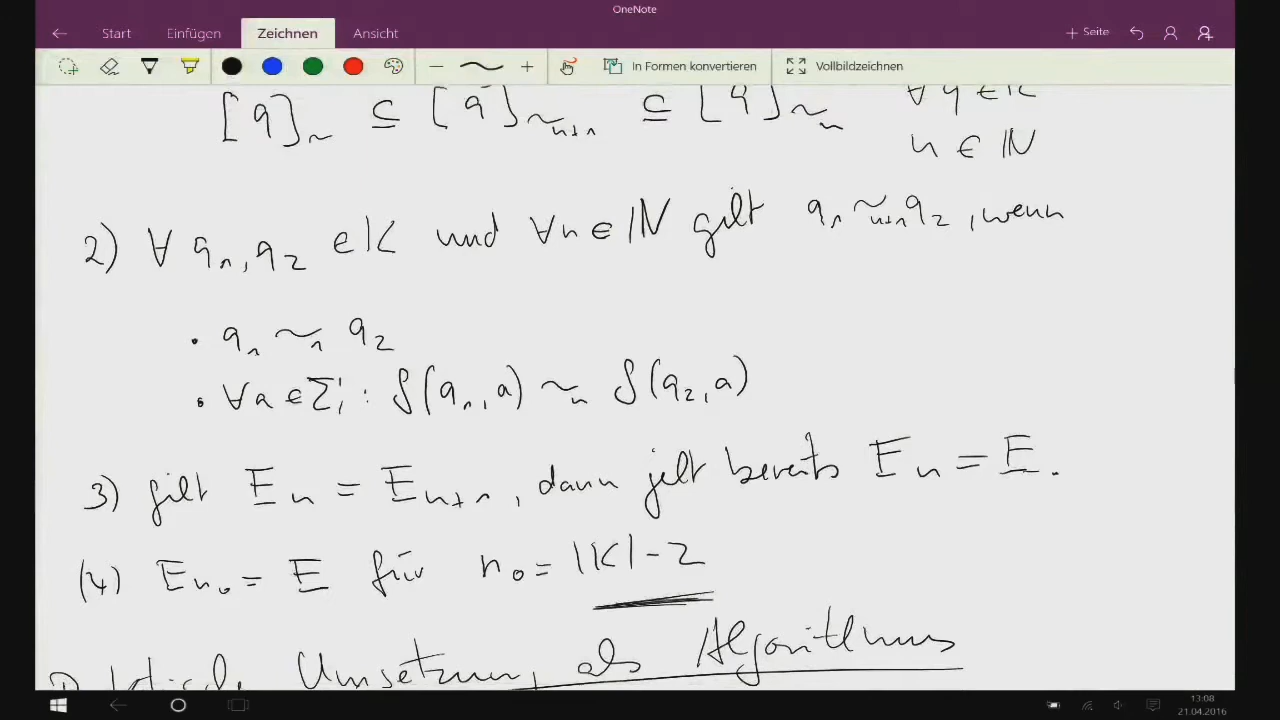 OneNote
Start Einfügen Zeichnen Ansicht + Seite
In Formen konvertieren Vollbildzeichnen
[q]~ ⊆ [q]~n+1 ⊆ [q]~n ∀q ∈ K
n ∈ ℕ
2) ∀ q1, q2 ∈ K und ∀n ∈ ℕ gilt q1 ~n+1 q2, wenn
• q1 ~n q2
• ∀a ∈ Σ : δ(q1, a) ~n δ(q2, a)
3) gilt En = En+1, dann gilt bereits En = E.
(4) En0 = E für n0 = |K| - 2
Umsetzung als Algorithmus
13:08
21.04.2016